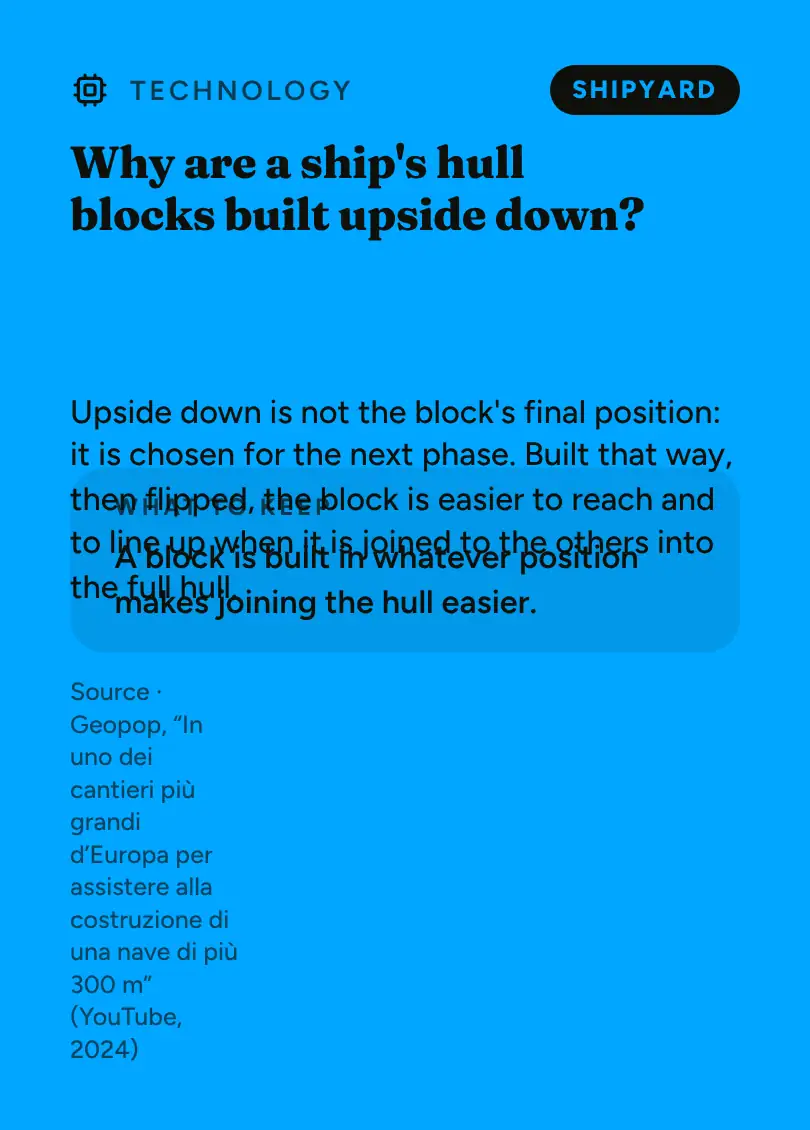 TECHNOLOGY
SHIPYARD
Why are a ship's hull
blocks built upside down?
Upside down is not the block's final position:
it is chosen for the next phase. Built that way,
then flipped, the block is easier to reach and
to line up when it is joined to the others into
the full hull.
WHAT TO KEEP
A block is built in whatever position
makes joining the hull easier.
Source ·
Geopop, “In
uno dei
cantieri più
grandi
d’Europa per
assistere alla
costruzione di
una nave di più
300 m”
(YouTube,
2024)